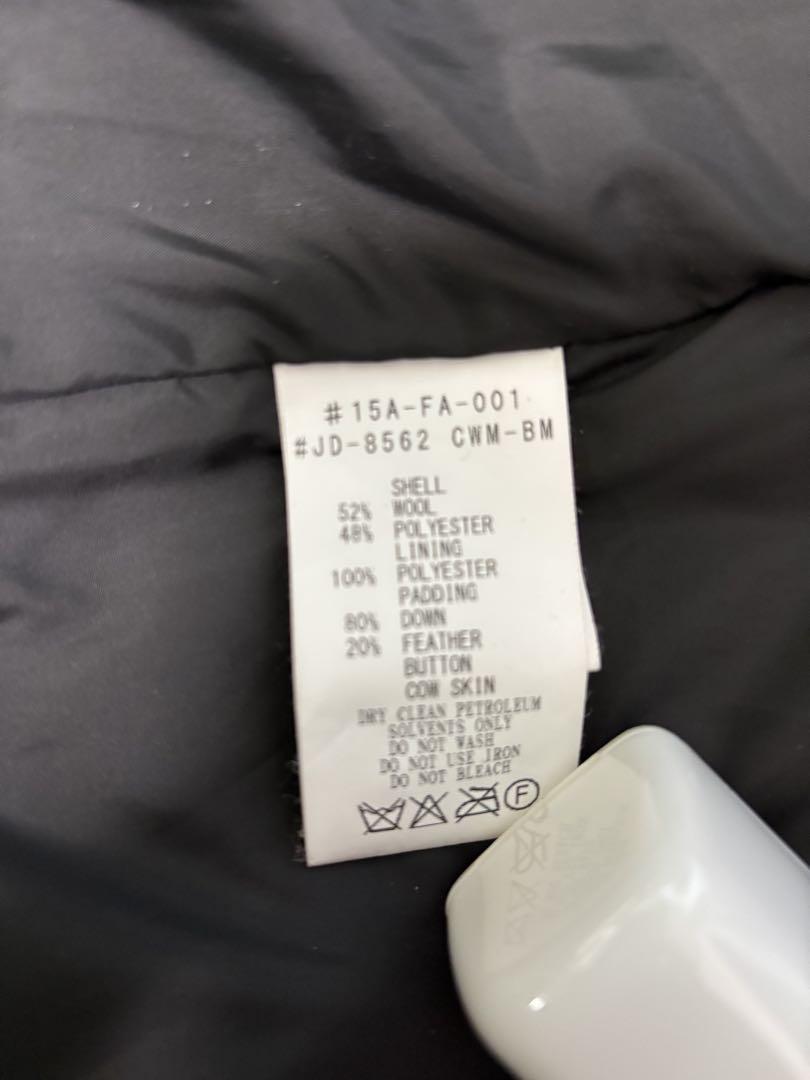 #15A-FA-001
#JD-8562 CWM-BM
SHELL
52% WOOL
48% POLYESTER
LINING
100% POLYESTER
PADDING
80% DOWN
20% FEATHER
BUTTON
COW SKIN
DRY CLEAN PETROLEUM
SOLVENTS ONLY
DO NOT WASH
DO NOT USE IRON
DO NOT BLEACH
F